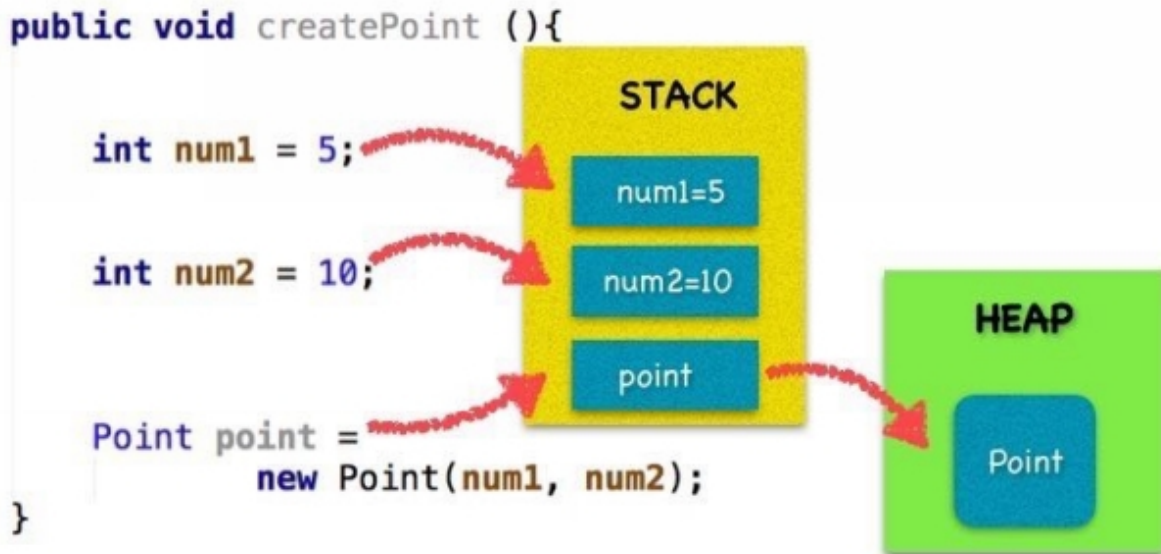 public void createPoint (){
int num1 = 5;
int num2 = 10;
Point point =
new Point(num1, num2);
}
STACK
num1=5
num2=10
point
HEAP
Point